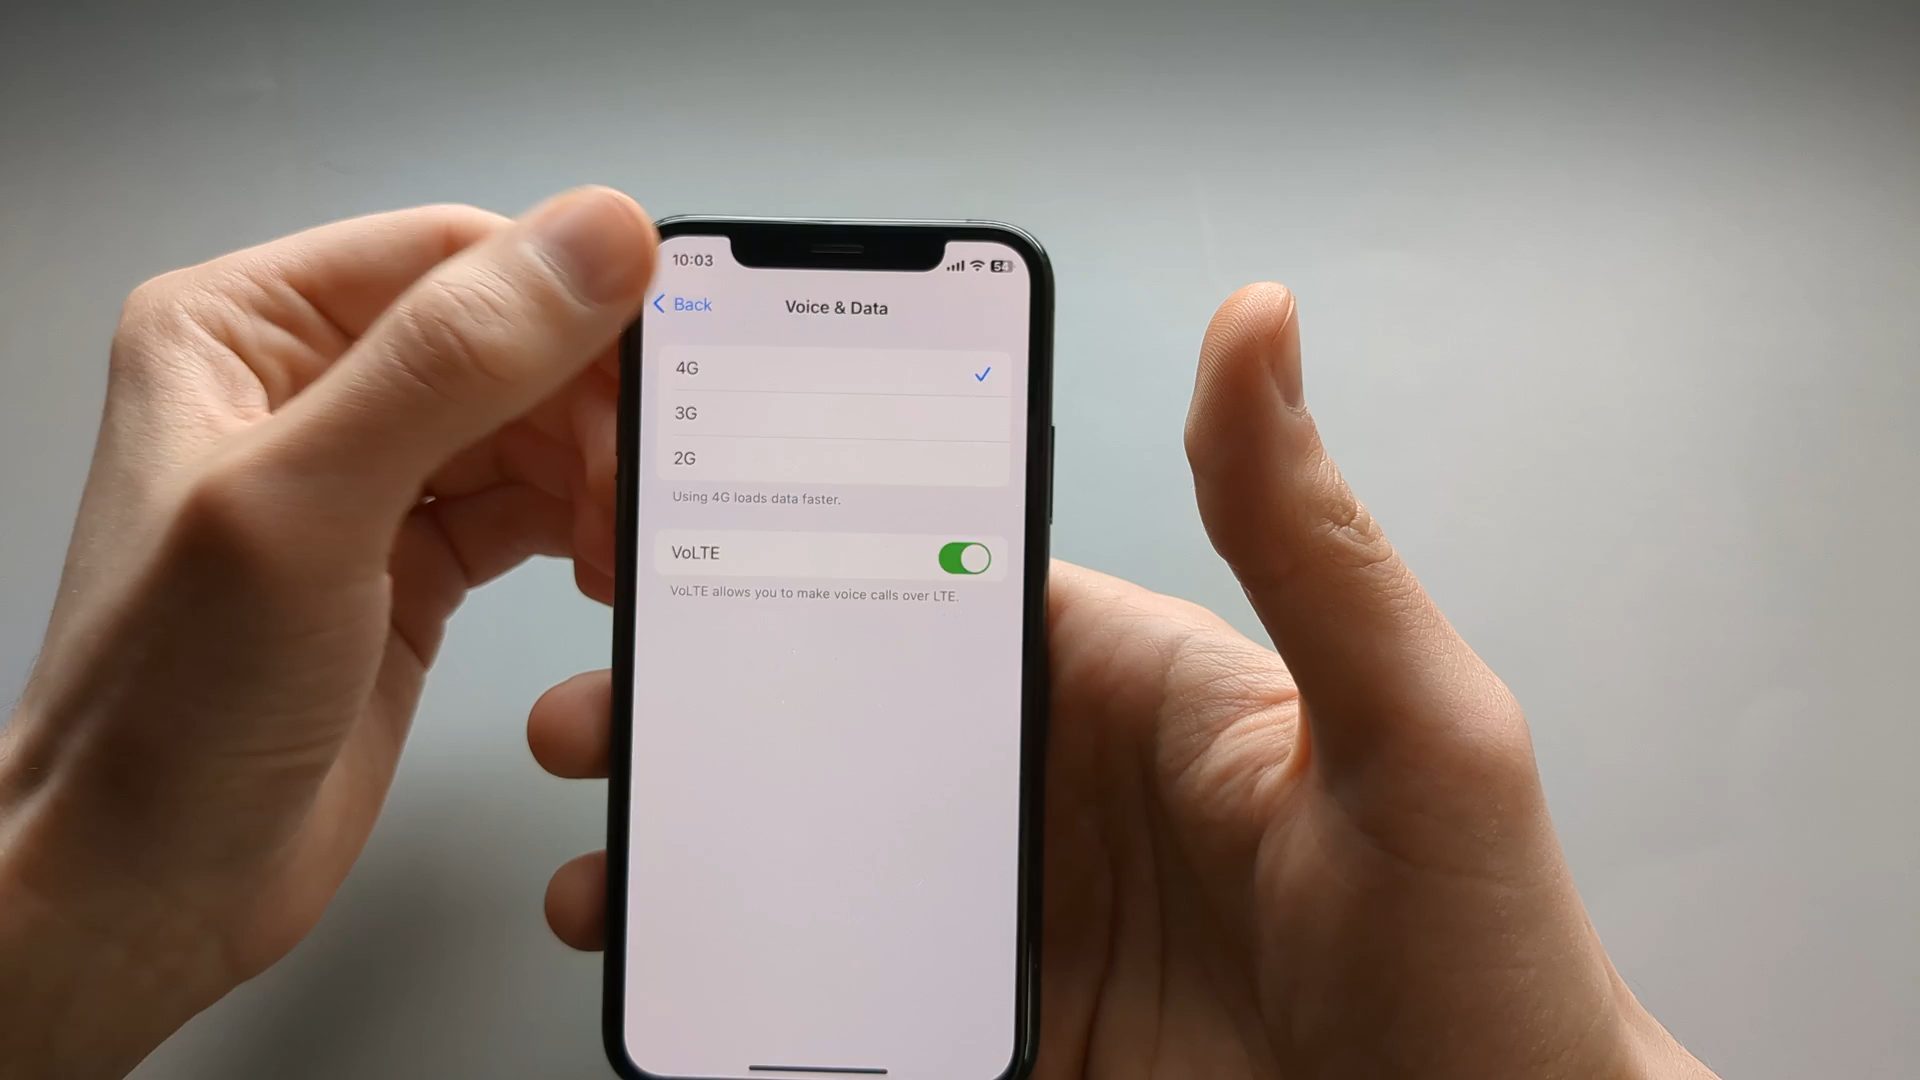 10:03
54
Back
Voice & Data
4G
3G
2G
Using 4G loads data faster.
VoLTE
VoLTE allows you to make voice calls over LTE.